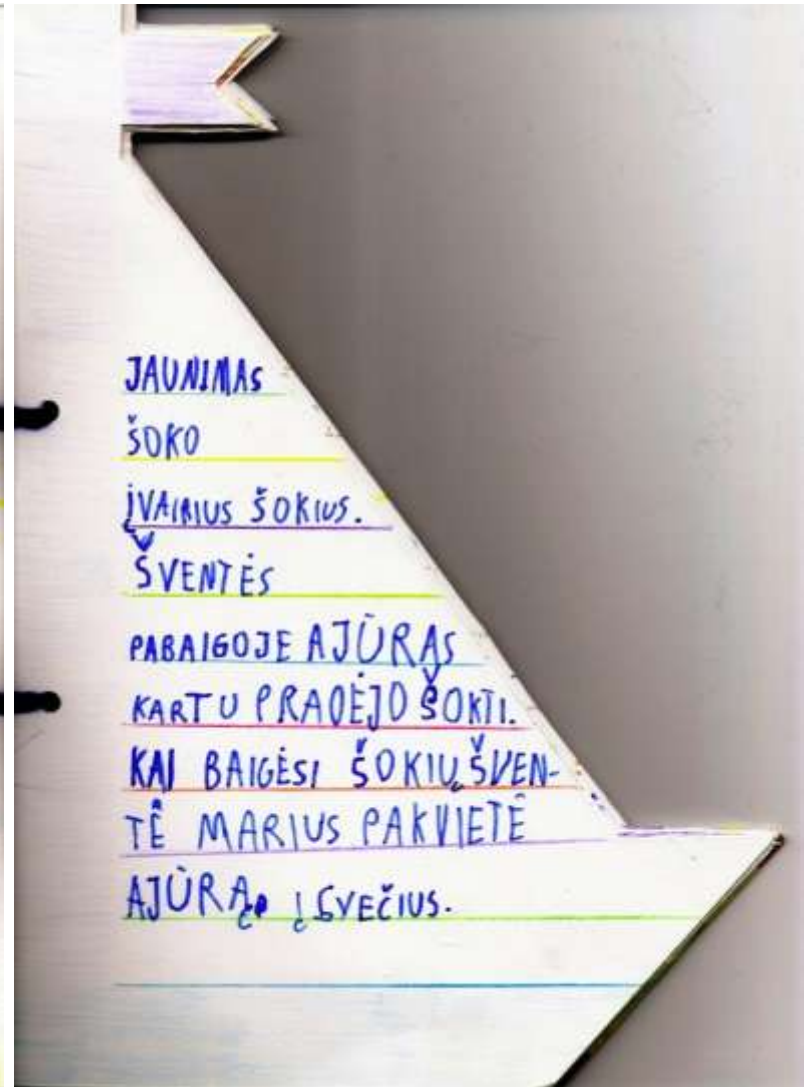 JAUNIMAS
ŠOKO
ĮVAIRIUS ŠOKIUS.
ŠVENTĖS
PABAIGOJE AJŪRAS
KARTU PRADĖJO ŠOKTI.
KAI BAIGĖSI ŠOKIŲ ŠVEN-
TĖ MARIUS PAKVIETĖ
AJŪRĄ Į SVEČIUS.